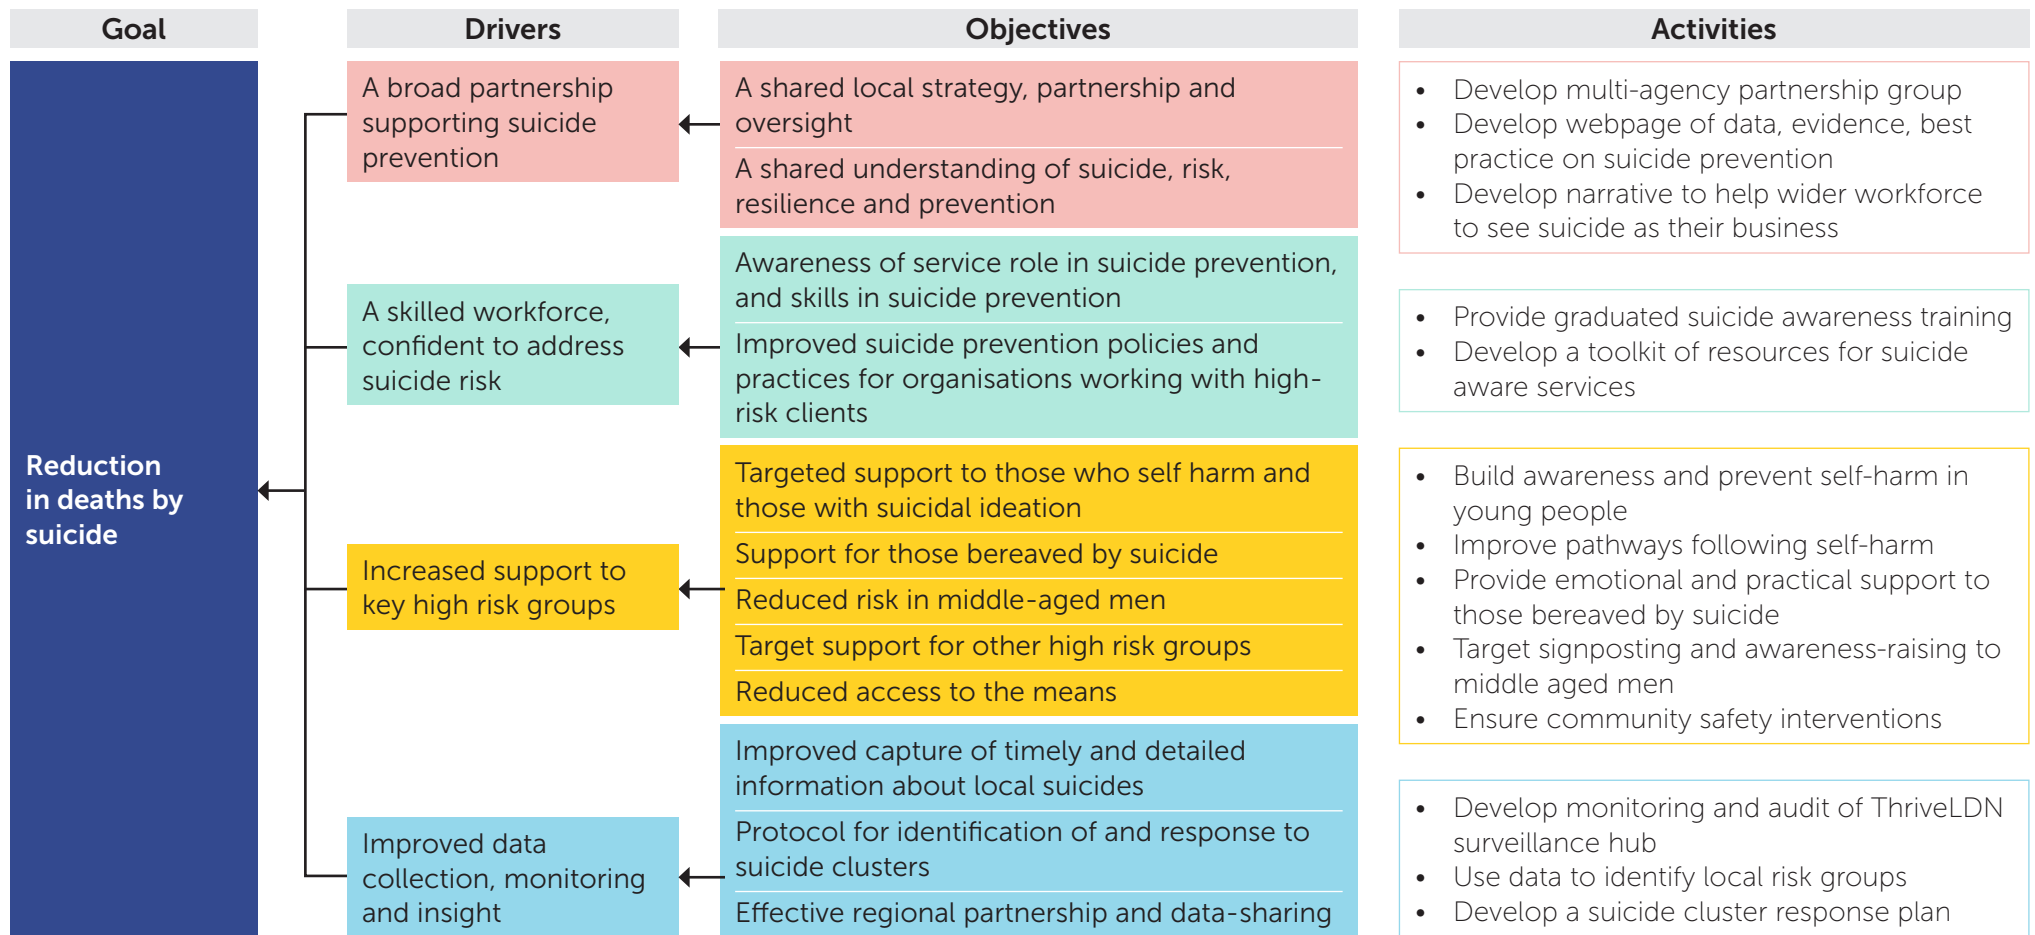 Goal
Drivers
Objectives
Activities
Reduction
in deaths by
suicide
A broad partnership
supporting suicide
prevention
A shared local strategy, partnership and
oversight
A shared understanding of suicide, risk,
resilience and prevention
• Develop multi-agency partnership group
• Develop webpage of data, evidence, best
practice on suicide prevention
• Develop narrative to help wider workforce
to see suicide as their business
A skilled workforce,
confident to address
suicide risk
Awareness of service role in suicide prevention,
and skills in suicide prevention
Improved suicide prevention policies and
practices for organisations working with high-
risk clients
• Provide graduated suicide awareness training
• Develop a toolkit of resources for suicide
aware services
Increased support to
key high risk groups
Targeted support to those who self harm and
those with suicidal ideation
Support for those bereaved by suicide
Reduced risk in middle-aged men
Target support for other high risk groups
Reduced access to the means
• Build awareness and prevent self-harm in
young people
• Improve pathways following self-harm
• Provide emotional and practical support to
those bereaved by suicide
• Target signposting and awareness-raising to
middle aged men
• Ensure community safety interventions
Improved data
collection, monitoring
and insight
Improved capture of timely and detailed
information about local suicides
Protocol for identification of and response to
suicide clusters
Effective regional partnership and data-sharing
• Develop monitoring and audit of ThriveLDN
surveillance hub
• Use data to identify local risk groups
• Develop a suicide cluster response plan